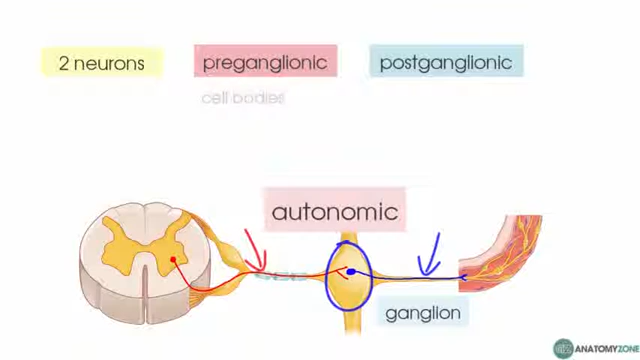 2 neurons
preganglionic
postganglionic
cell bodies
autonomic
ganglion
ANATOMYZONE